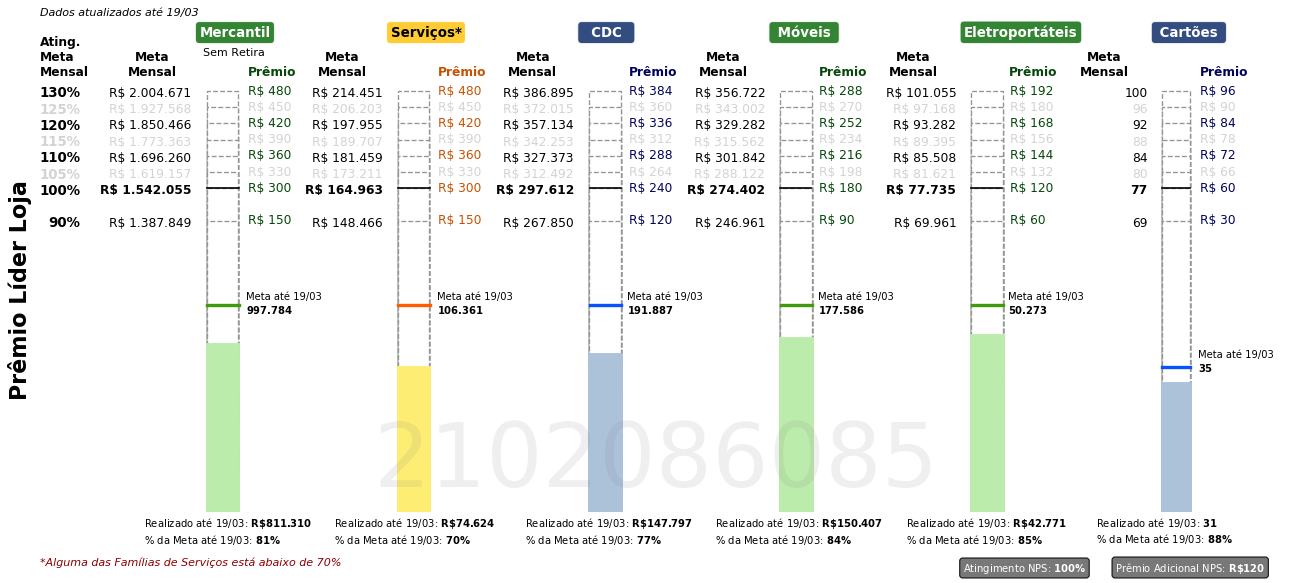 Dados atualizados até 19/03
Mercantil Serviços* CDC Móveis Eletroportáteis Cartões
Sem Retira
Ating. Meta Mensal Meta Mensal Prêmio Meta Mensal Prêmio Meta Mensal Prêmio Meta Mensal Prêmio Meta Mensal Prêmio Meta Mensal Prêmio
130% R$ 2.004.671 R$ 480 R$ 214.451 R$ 480 R$ 386.895 R$ 384 R$ 356.722 R$ 288 R$ 101.055 R$ 192 100 R$ 96
125% R$ 1.927.568 R$ 450 R$ 206.203 R$ 450 R$ 372.015 R$ 360 R$ 343.002 R$ 270 R$ 97.168 R$ 180 96 R$ 90
120% R$ 1.850.466 R$ 420 R$ 197.955 R$ 420 R$ 357.134 R$ 336 R$ 329.282 R$ 252 R$ 93.282 R$ 168 92 R$ 84
115% R$ 1.773.363 R$ 390 R$ 189.707 R$ 390 R$ 342.253 R$ 312 R$ 315.562 R$ 234 R$ 89.395 R$ 156 88 R$ 78
110% R$ 1.696.260 R$ 360 R$ 181.459 R$ 360 R$ 327.373 R$ 288 R$ 301.842 R$ 216 R$ 85.508 R$ 144 84 R$ 72
105% R$ 1.619.157 R$ 330 R$ 173.211 R$ 330 R$ 312.492 R$ 264 R$ 288.122 R$ 198 R$ 81.621 R$ 132 80 R$ 66
100% R$ 1.542.055 R$ 300 R$ 164.963 R$ 300 R$ 297.612 R$ 240 R$ 274.402 R$ 180 R$ 77.735 R$ 120 77 R$ 60
90% R$ 1.387.849 R$ 150 R$ 148.466 R$ 150 R$ 267.850 R$ 120 R$ 246.961 R$ 90 R$ 69.961 R$ 60 69 R$ 30
Prêmio Líder Loja
Meta até 19/03 Meta até 19/03 Meta até 19/03 Meta até 19/03 Meta até 19/03
997.784 106.361 191.887 177.586 50.273
Meta até 19/03
35
2102086085
Realizado até 19/03: R$811.310 Realizado até 19/03: R$74.624 Realizado até 19/03: R$147.797 Realizado até 19/03: R$150.407 Realizado até 19/03: R$42.771 Realizado até 19/03: 31
% da Meta até 19/03: 81% % da Meta até 19/03: 70% % da Meta até 19/03: 77% % da Meta até 19/03: 84% % da Meta até 19/03: 85% % da Meta até 19/03: 88%
*Alguma das Famílias de Serviços está abaixo de 70% Atingimento NPS: 100% Prêmio Adicional NPS: R$120